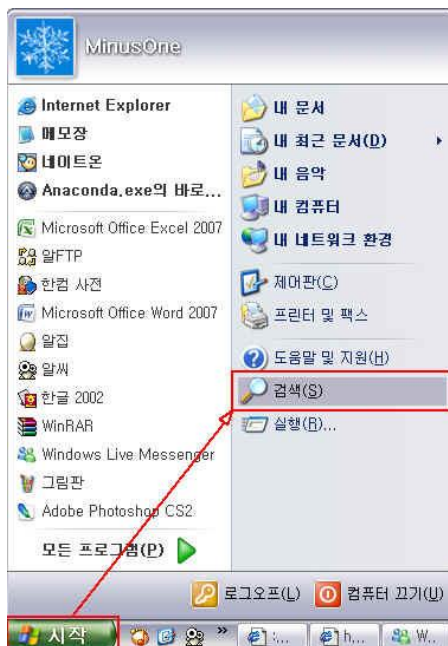 MinusOne
Internet Explorer
메모장
네이트온
Anaconda.exe의 바로...
Microsoft Office Excel 2007
알FTP
한컴 사전
Microsoft Office Word 2007
알집
알씨
한글 2002
WinRAR
Windows Live Messenger
그림판
Adobe Photoshop CS2
모든 프로그램(P)
내 문서
내 최근 문서(D)
내 음악
내 컴퓨터
내 네트워크 환경
제어판(C)
프린터 및 팩스
도움말 및 지원(H)
검색(S)
실행(R)...
로그오프(L)
컴퓨터 끄기(U)
시작
»
:...
h...
W...